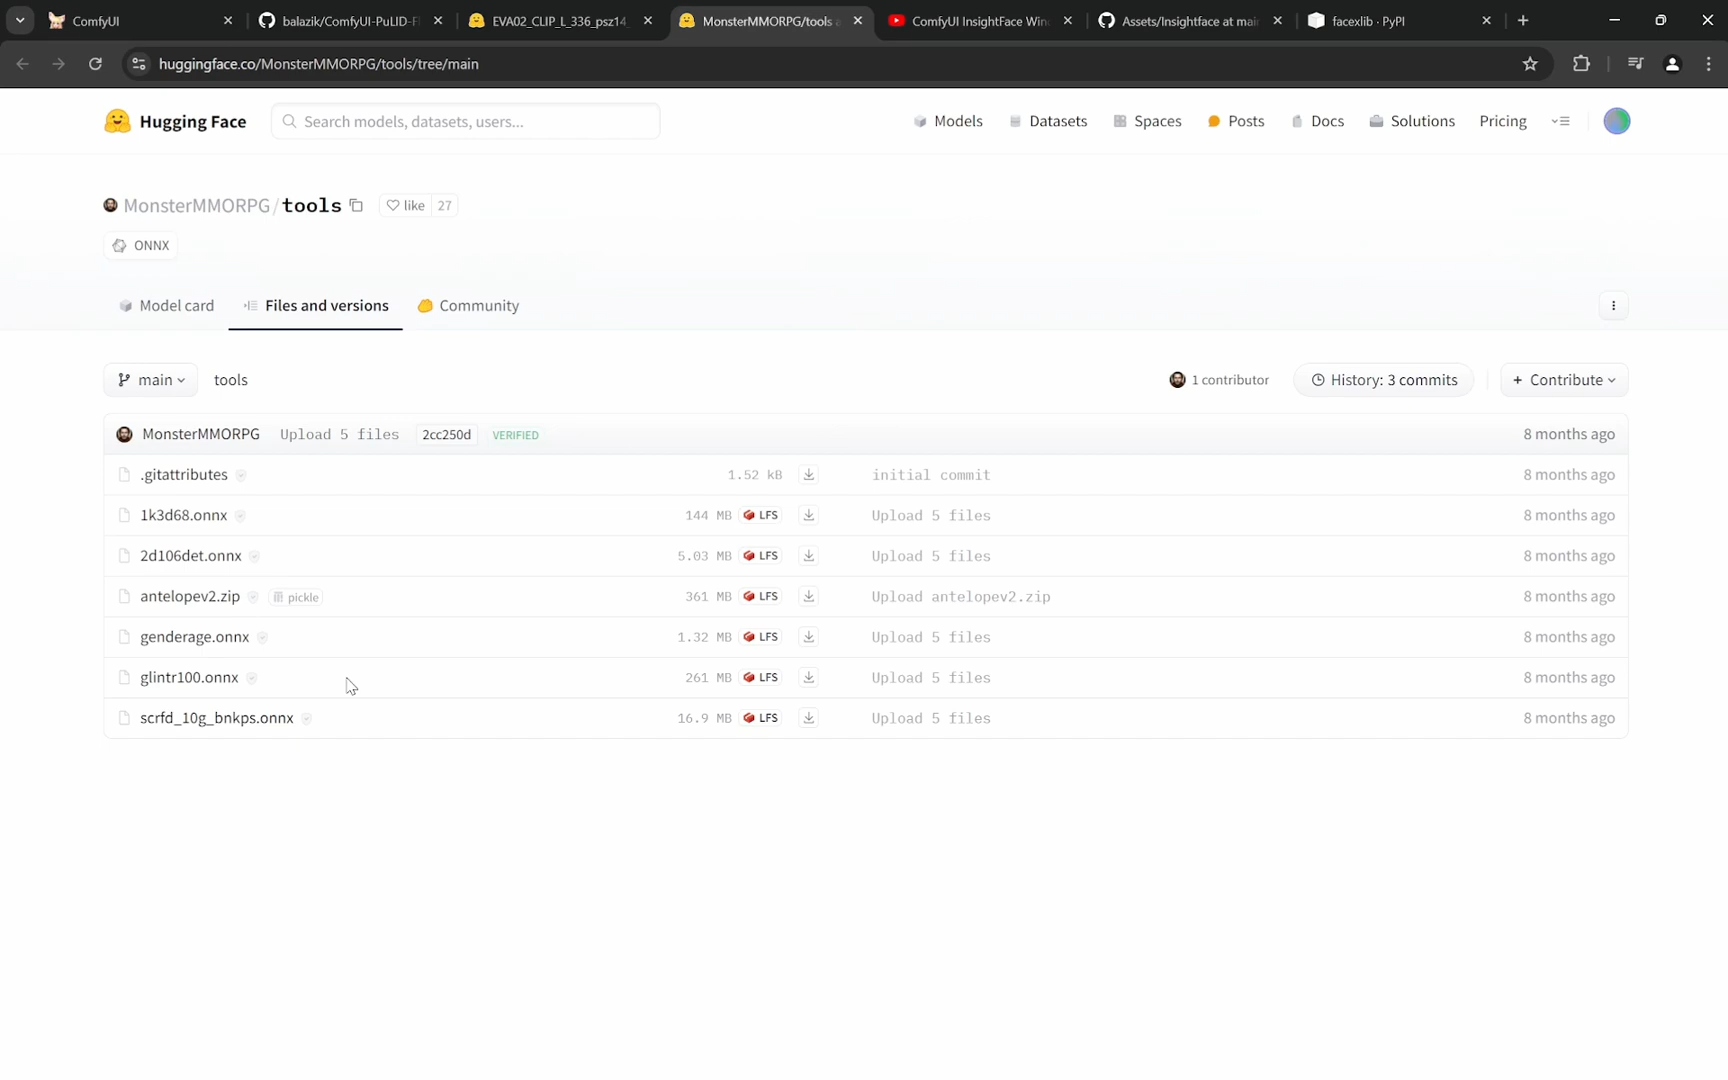 ComfyUI
balazik/ComfyUI-PuLID-F
EVA02_CLIP_L_336_psz14
MonsterMMORPG/tools
ComfyUI InsightFace Win
Assets/Insightface at mai
facexlib · PyPI
huggingface.co/MonsterMMORPG/tools/tree/main
Hugging Face
Search models, datasets, users...
Models
Datasets
Spaces
Posts
Docs
Solutions
Pricing
MonsterMMORPG/tools
like 27
ONNX
Model card
Files and versions
Community
main
tools
1 contributor
History: 3 commits
+ Contribute
MonsterMMORPG Upload 5 files 2cc250d VERIFIED 8 months ago
.gitattributes 1.52 kB initial commit 8 months ago
1k3d68.onnx 144 MB LFS Upload 5 files 8 months ago
2d106det.onnx 5.03 MB LFS Upload 5 files 8 months ago
antelopev2.zip pickle 361 MB LFS Upload antelopev2.zip 8 months ago
genderage.onnx 1.32 MB LFS Upload 5 files 8 months ago
glintr100.onnx 261 MB LFS Upload 5 files 8 months ago
scrfd_10g_bnkps.onnx 16.9 MB LFS Upload 5 files 8 months ago